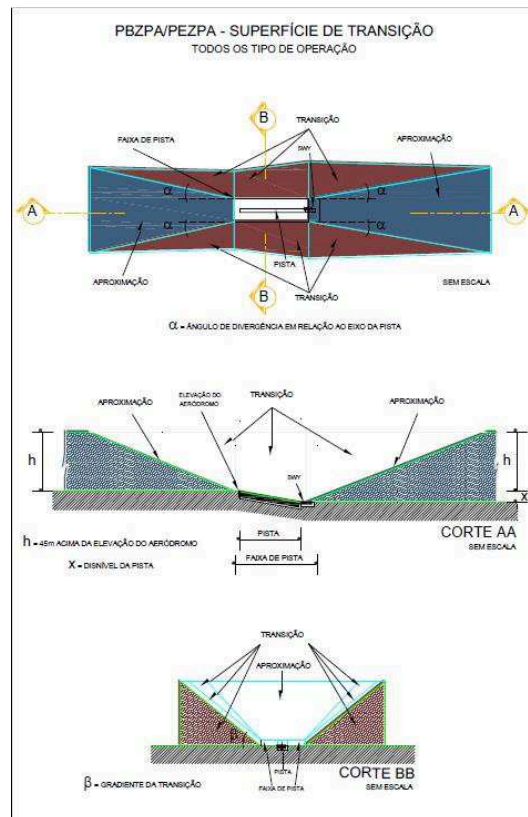 PBZPA/PEZPA - SUPERFÍCIE DE TRANSIÇÃO
TODOS OS TIPO DE OPERAÇÃO
B
TRANSIÇÃO
FAIXA DE PISTA
APROXIMAÇÃO
SWY
α
α
A
A
α
α
PISTA
APROXIMAÇÃO
TRANSIÇÃO
SEM ESCALA
B
α = ÂNGULO DE DIVERGÊNCIA EM RELAÇÃO AO EIXO DA PISTA
ELEVAÇÃO DO
AERÓDROMO
TRANSIÇÃO
APROXIMAÇÃO
APROXIMAÇÃO
h
h
SWY
X
PISTA
CORTE AA
SEM ESCALA
h = 45m ACIMA DA ELEVAÇÃO DO AERÓDROMO
FAIXA DE PISTA
X = DISNÍVEL DA PISTA
TRANSIÇÃO
APROXIMAÇÃO
β
PISTA
FAIXA DE PISTA
CORTE BB
SEM ESCALA
β = GRADIENTE DA TRANSIÇÃO